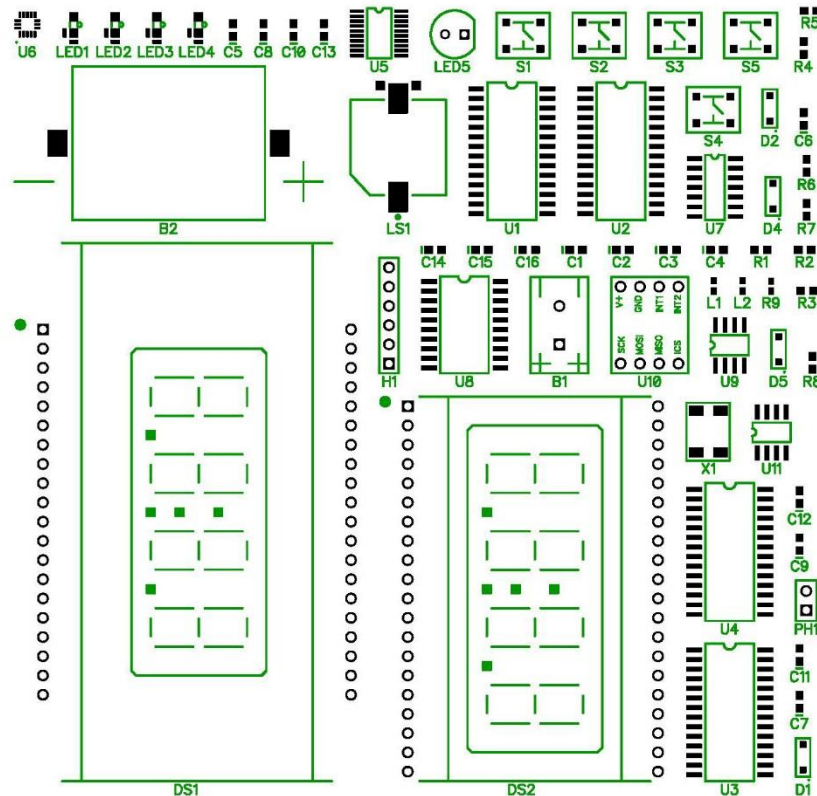 R5
U6 LED1 LED2 LED3 LED4 C5 C8 C10 C13 U5 LED5 S1 S2 S3 S5 R4
S4 D2 C6
R6
B2 LS1 U1 U2 U7 D4 R7
C14 C15 C16 C1 C2 C3 C4 R1 R2
V+ GND INT1 INT2
L1 L2 R9 R3
SCK MOSI MISO ICS
H1 U8 B1 U10 U9 D5 R8
X1 U11
C12
C9
U4 PH1
C11
C7
DS1 DS2 U3 D1